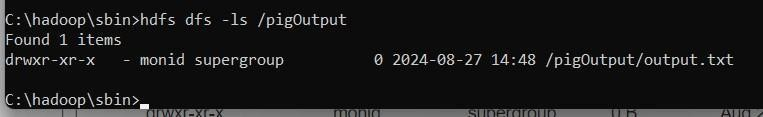 C:\hadoop\sbin>hdfs dfs -ls /pigOutput
Found 1 items
drwxr-xr-x   - monid supergroup          0 2024-08-27 14:48 /pigOutput/output.txt
C:\hadoop\sbin>
drwxr-xr-x monid supergroup 0 B Aug 2